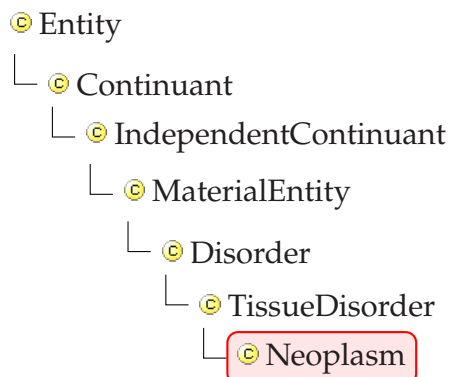 Entity
Continuant
IndependentContinuant
MaterialEntity
Disorder
TissueDisorder
Neoplasm